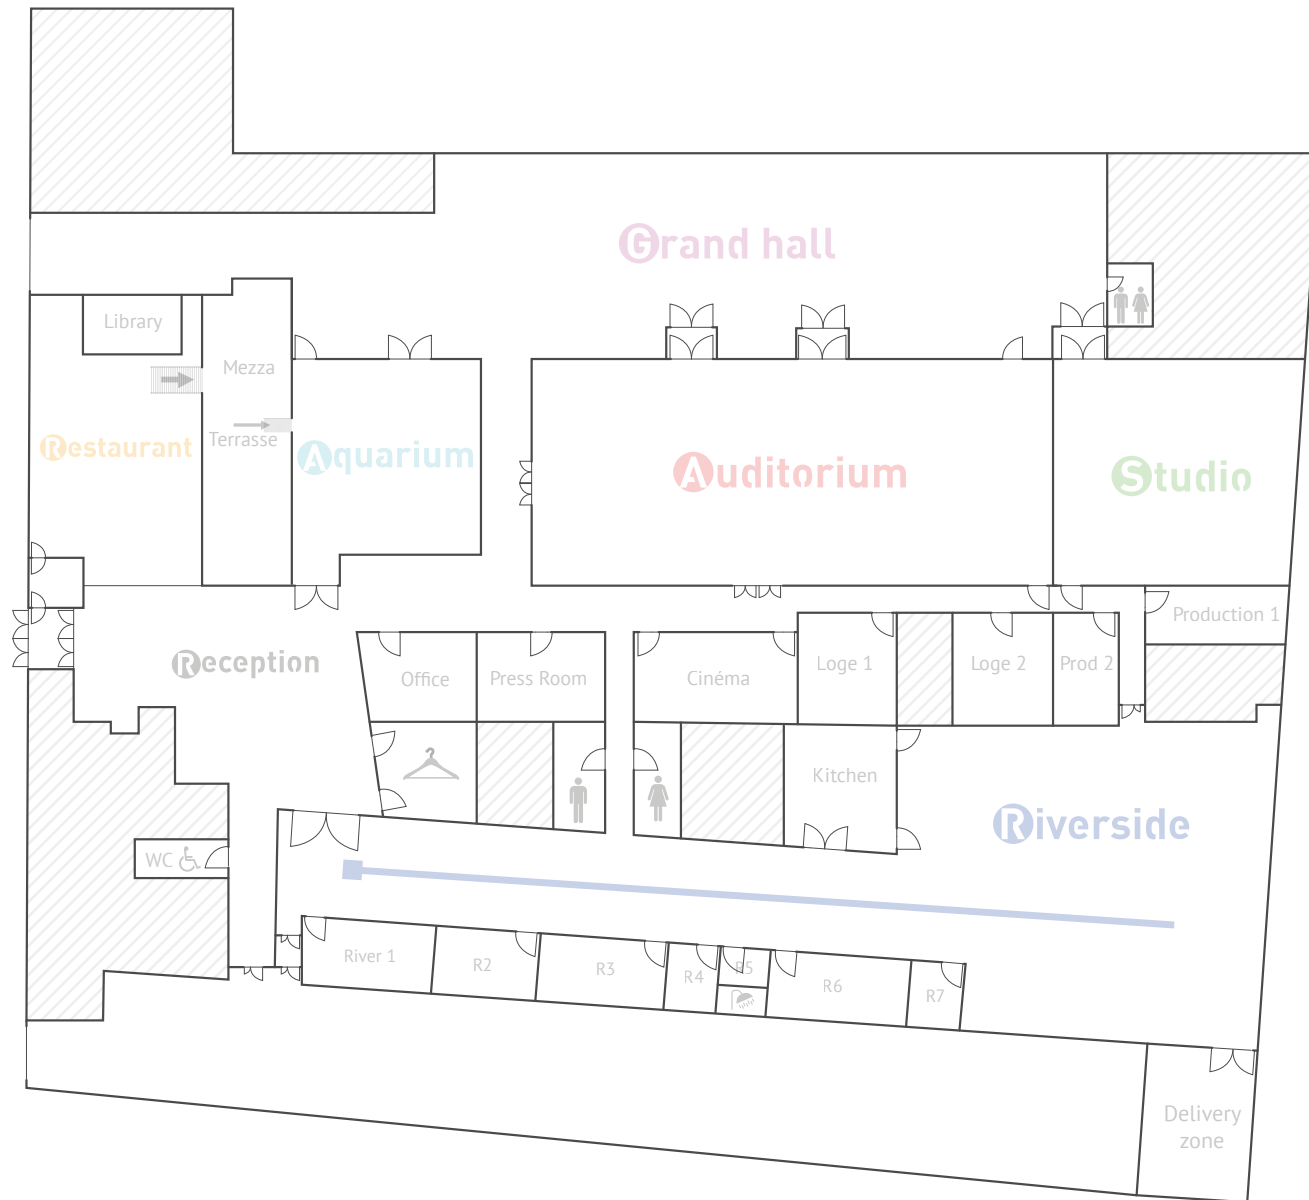 Grand hall
Library
Mezza
Terrasse
Restaurant
Aquarium
Auditorium
Studio
Production 1
Reception
Office
Press Room
Cinéma
Loge 1
Loge 2
Prod 2
Kitchen
Riverside
WC
River 1
R2
R3
R4
R5
R6
R7
Delivery
zone